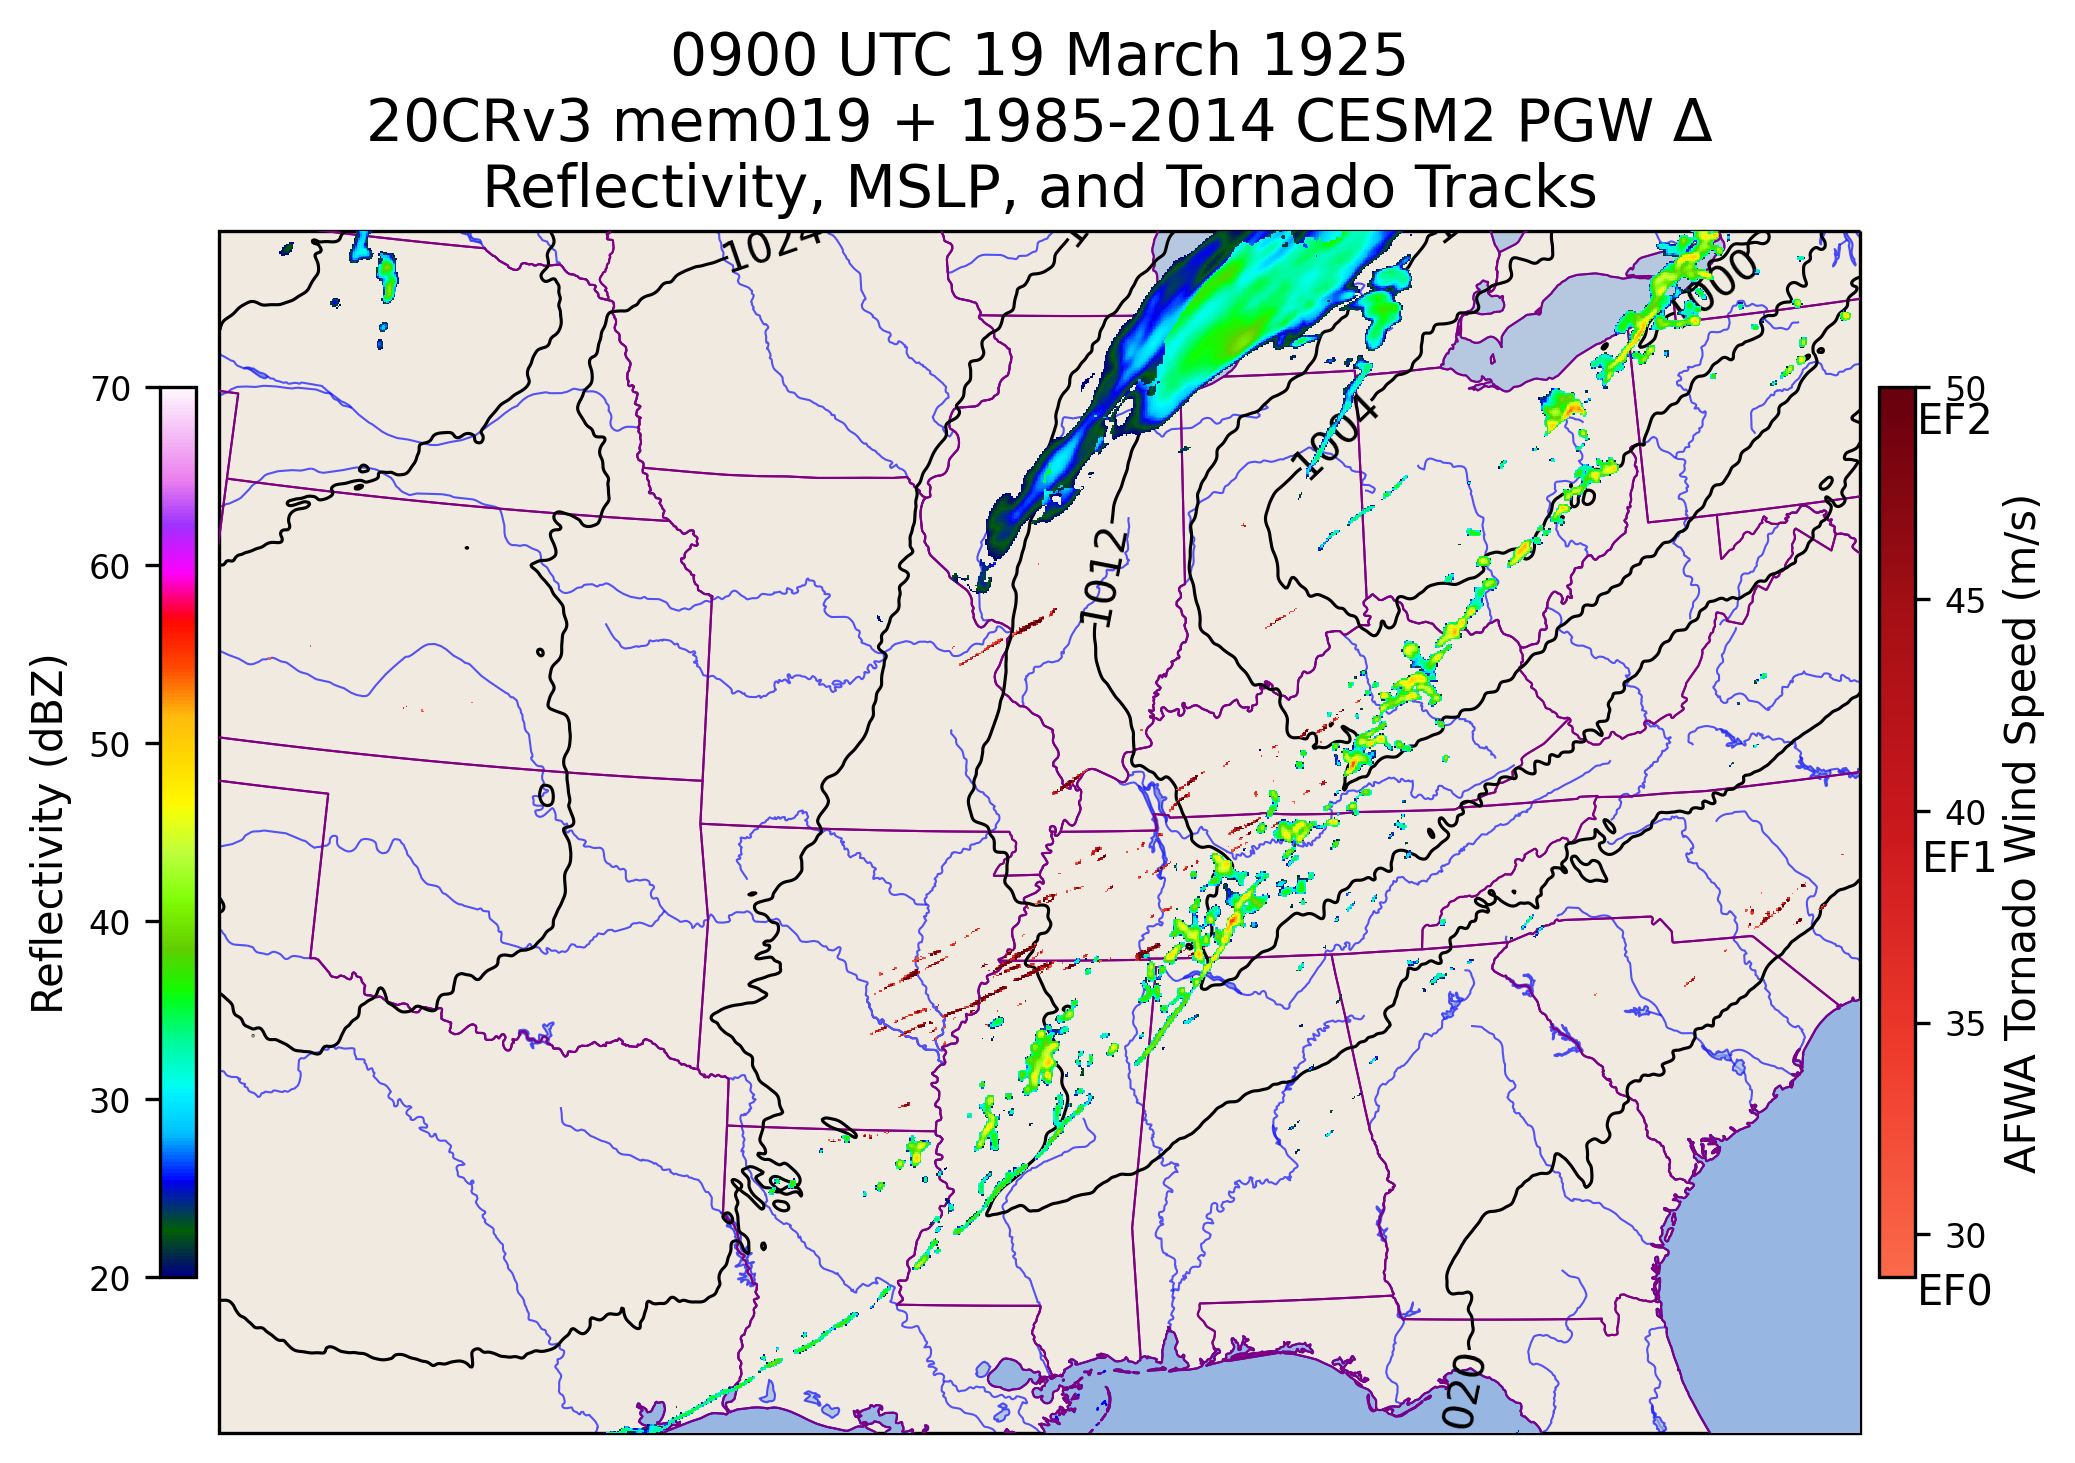 0900 UTC 19 March 1925
20CRv3 mem019 + 1985-2014 CESM2 PGW Δ
Reflectivity, MSLP, and Tornado Tracks
1024
1000
1004
1012
020
70
60
50
40
30
20
Reflectivity (dBZ)
50
EF2
45
40
EF1
35
30
EF0
AFWA Tornado Wind Speed (m/s)